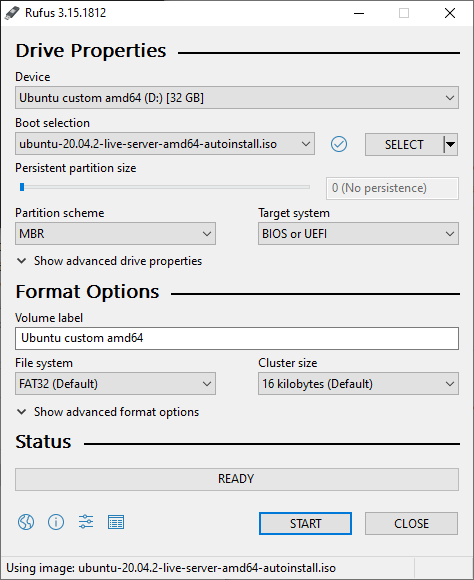 Rufus 3.15.1812
Drive Properties
Device
Ubuntu custom amd64 (D:) [32 GB]
Boot selection
ubuntu-20.04.2-live-server-amd64-autoinstall.iso
SELECT
Persistent partition size
0 (No persistence)
Partition scheme
Target system
MBR
BIOS or UEFI
Show advanced drive properties
Format Options
Volume label
Ubuntu custom amd64
File system
Cluster size
FAT32 (Default)
16 kilobytes (Default)
Show advanced format options
Status
READY
START
CLOSE
Using image: ubuntu-20.04.2-live-server-amd64-autoinstall.iso